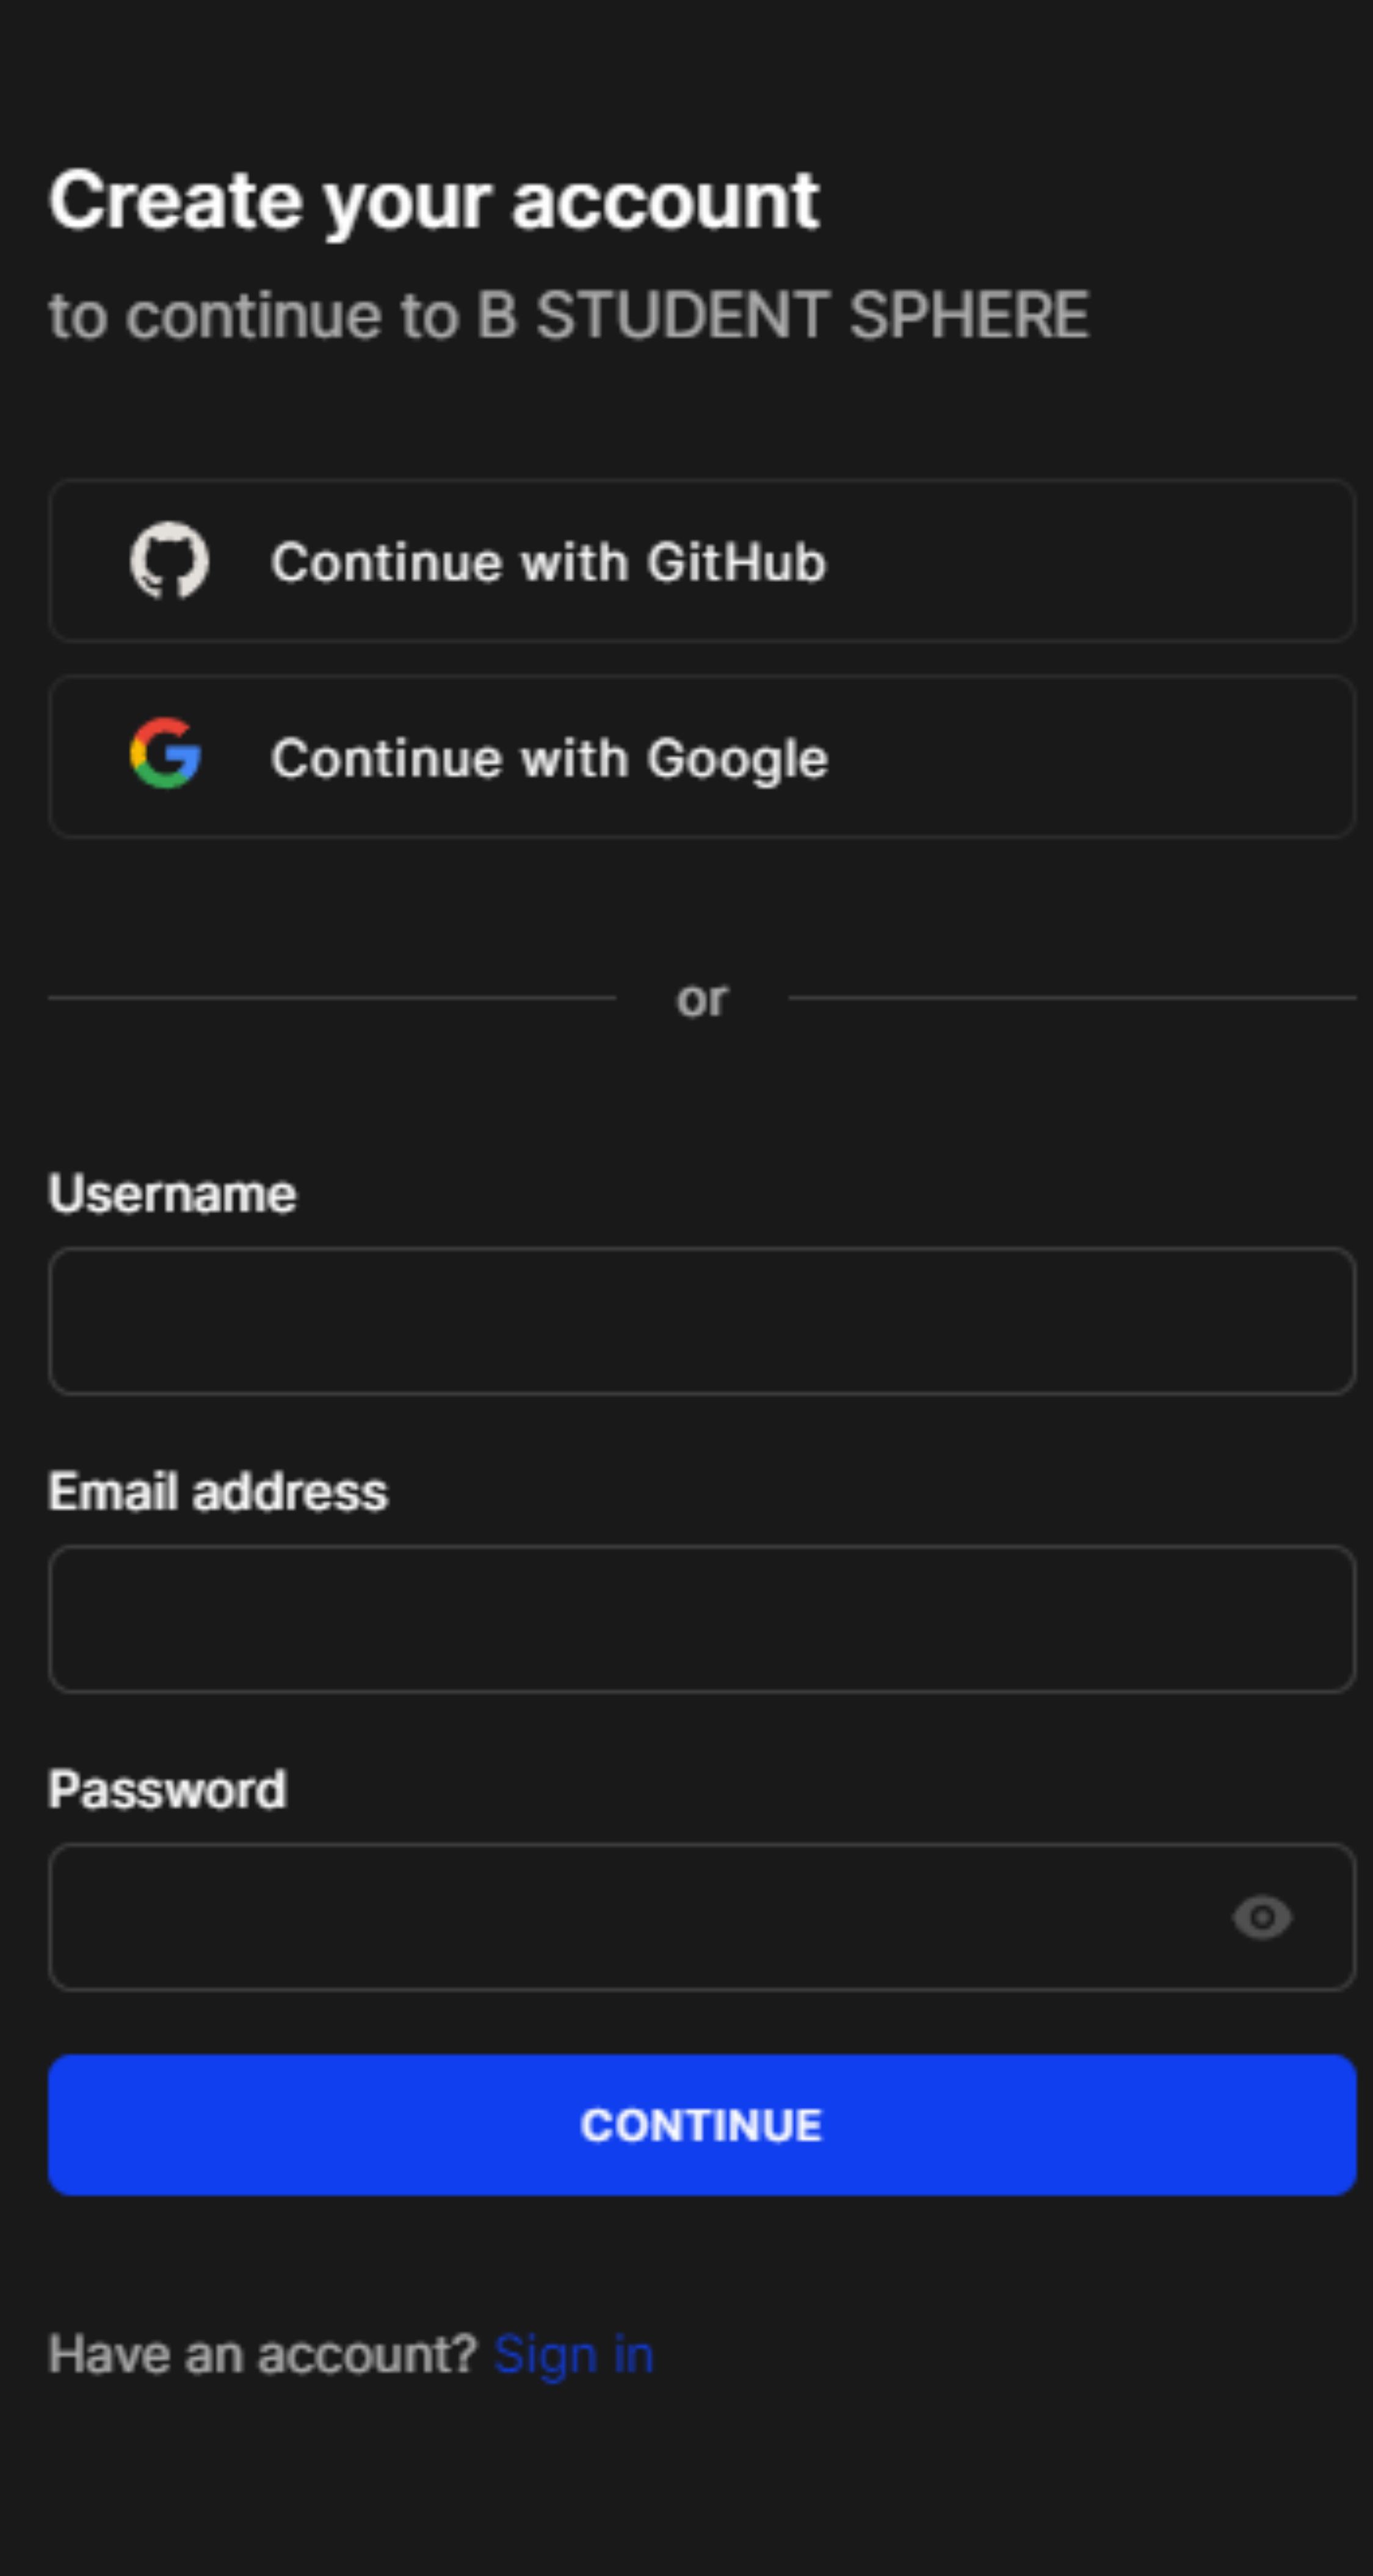 Create your account
to continue to B STUDENT SPHERE
Continue with GitHub
Continue with Google
or
Username
Email address
Password
CONTINUE
Have an account? Sign in